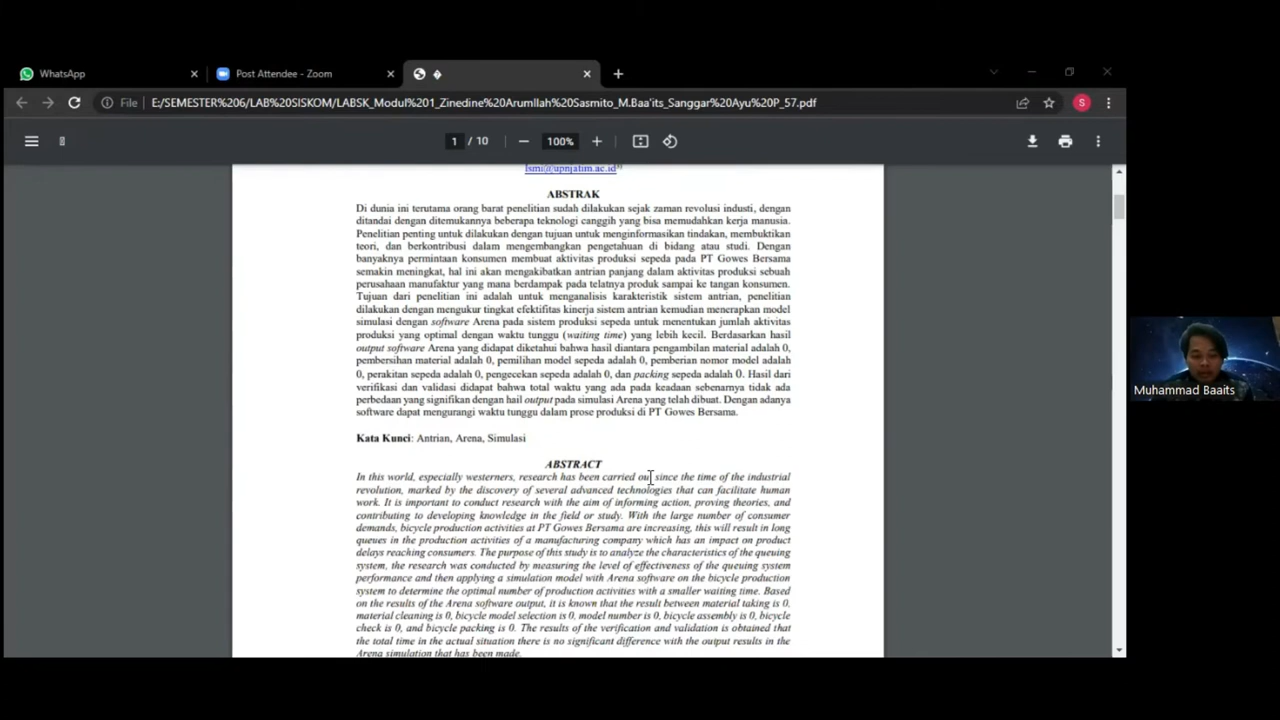 WhatsApp
Post Attendee - Zoom
File E:/SEMESTER%206/LAB%20SISKOM/LABSK_Modul%201_Zinedine%20Arumllah%20Sasmito_M.Baa'its_Sanggar%20Ayu%20P_57.pdf
S
1 / 10
100%
lsmi@upnjatim.ac.id
ABSTRAK
Di dunia ini terutama orang barat penelitian sudah dilakukan sejak zaman revolusi industi, dengan
ditandai dengan ditemukannya beberapa teknologi canggih yang bisa memudahkan kerja manusia.
Penelitian penting untuk dilakukan dengan tujuan untuk menginformasikan tindakan, membuktikan
teori, dan berkontribusi dalam mengembangkan pengetahuan di bidang atau studi. Dengan
banyaknya permintaan konsumen membuat aktivitas produksi sepeda pada PT Gowes Bersama
semakin meningkat, hal ini akan mengakibatkan antrian panjang dalam aktivitas produksi sebuah
perusahaan manufaktur yang mana berdampak pada telatnya produk sampai ke tangan konsumen.
Tujuan dari penelitian ini adalah untuk menganalisis karakteristik sistem antrian, penelitian
dilakukan dengan mengukur tingkat efektifitas kinerja sistem antrian kemudian menerapkan model
simulasi dengan software Arena pada sistem produksi sepeda untuk menentukan jumlah aktivitas
produksi yang optimal dengan waktu tunggu (waiting time) yang lebih kecil. Berdasarkan hasil
output software Arena yang didapat diketahui bahwa hasil diantara pengambilan material adalah 0,
pembersihan material adalah 0, pemilihan model sepeda adalah 0, pemberian nomor model adalah
0, perakitan sepeda adalah 0, pengecekan sepeda adalah 0, dan packing sepeda adalah 0. Hasil dari
verifikasi dan validasi didapat bahwa total waktu yang ada pada keadaan sebenarnya tidak ada
perbedaan yang signifikan dengan hail output pada simulasi Arena yang telah dibuat. Dengan adanya
software dapat mengurangi waktu tunggu dalam prose produksi di PT Gowes Bersama.
Kata Kunci: Antrian, Arena, Simulasi
ABSTRACT
In this world, especially westerners, research has been carried out since the time of the industrial
revolution, marked by the discovery of several advanced technologies that can facilitate human
work. It is important to conduct research with the aim of informing action, proving theories, and
contributing to developing knowledge in the field or study. With the large number of consumer
demands, bicycle production activities at PT Gowes Bersama are increasing, this will result in long
queues in the production activities of a manufacturing company which has an impact on product
delays reaching consumers. The purpose of this study is to analyze the characteristics of the queuing
system, the research was conducted by measuring the level of effectiveness of the queuing system
performance and then applying a simulation model with Arena software on the bicycle production
system to determine the optimal number of production activities with a smaller waiting time. Based
on the results of the Arena software output, it is known that the result between material taking is 0,
material cleaning is 0, bicycle model selection is 0, model number is 0, bicycle assembly is 0, bicycle
check is 0, and bicycle packing is 0. The results of the verification and validation is obtained that
the total time in the actual situation there is no significant difference with the output results in the
Arena simulation that has been made.
Muhammad Baaits